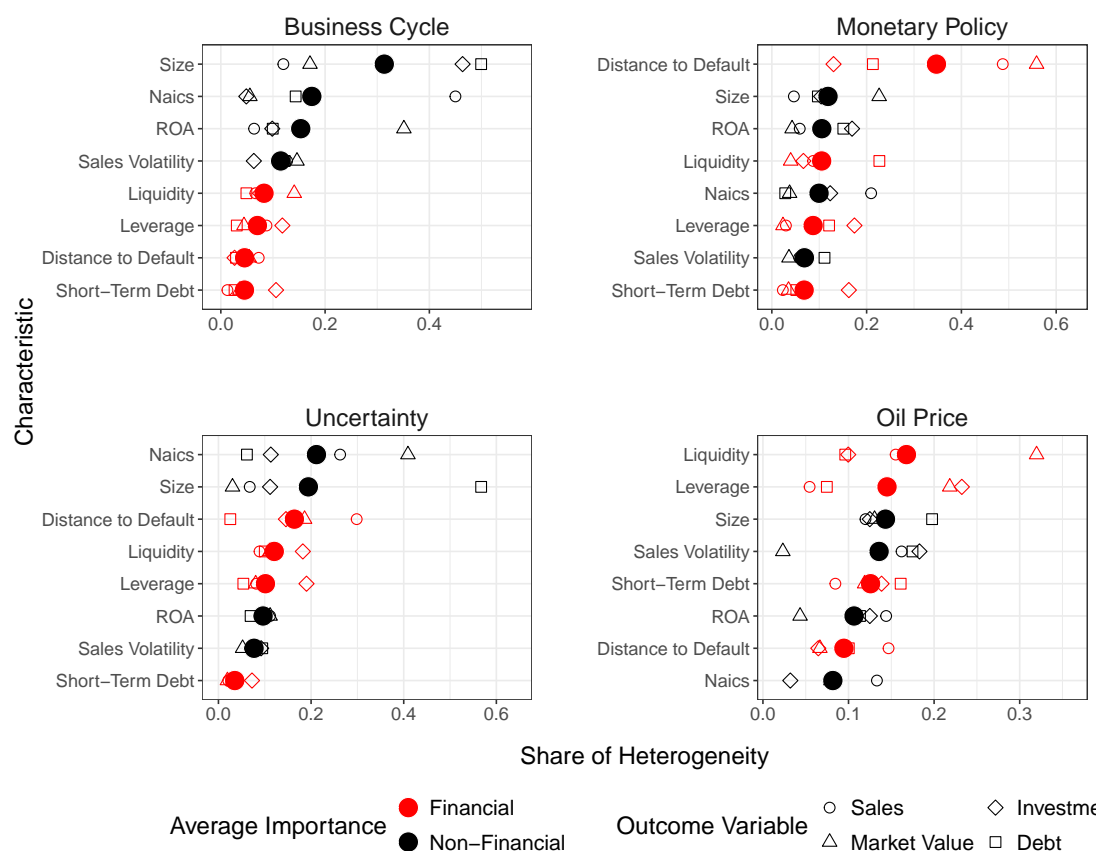 Business Cycle
Size
Naics
ROA
Sales Volatility
Liquidity
Leverage
Distance to Default
Short−Term Debt
0.0 0.2 0.4
Monetary Policy
Distance to Default
Size
ROA
Liquidity
Naics
Leverage
Sales Volatility
Short−Term Debt
0.0 0.2 0.4 0.6
Characteristic
Uncertainty
Naics
Size
Distance to Default
Liquidity
Leverage
ROA
Sales Volatility
Short−Term Debt
0.0 0.2 0.4 0.6
Oil Price
Liquidity
Leverage
Size
Sales Volatility
Short−Term Debt
ROA
Distance to Default
Naics
0.0 0.1 0.2 0.3
Share of Heterogeneity
Average Importance
Financial
Non−Financial
Outcome Variable
Sales
Market Value
Investme
Debt